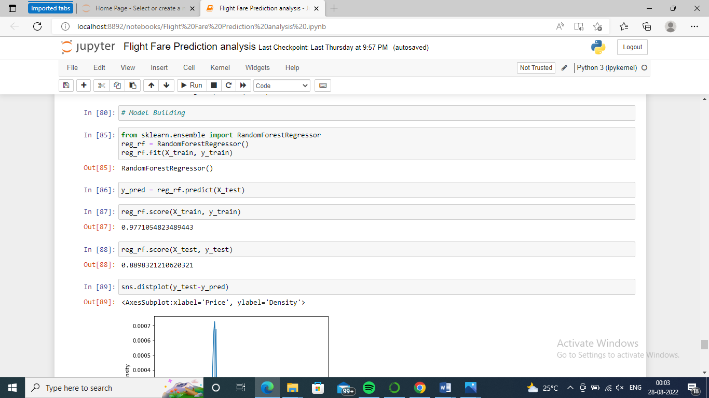 Imported tabs
Home Page - Select or create a n
Flight Fare Prediction analysis -
localhost:8892/notebooks/Flight%20Fare%20Prediction%20analysis%20.ipynb
jupyter Flight Fare Prediction analysis Last Checkpoint: Last Thursday at 9:57 PM (autosaved)
Logout
File Edit View Insert Cell Kernel Widgets Help
Not Trusted
Python 3 (ipykernel)
Run
Code
In [80]: # Model Building
In [85]: from sklearn.ensemble import RandomForestRegressor
reg_rf = RandomForestRegressor()
reg_rf.fit(X_train, y_train)
Out[85]: RandomForestRegressor()
In [86]: y_pred = reg_rf.predict(X_test)
In [87]: reg_rf.score(X_train, y_train)
Out[87]: 0.9771054823489443
In [88]: reg_rf.score(X_test, y_test)
Out[88]: 0.8898321210620321
In [89]: sns.distplot(y_test-y_pred)
Out[89]: <AxesSubplot:xlabel='Price', ylabel='Density'>
0.0007
0.0006
0.0005
0.0004
Activate Windows
Go to Settings to activate Windows.
Type here to search
99+
25°C
ENG
00:03
28-08-2022
18